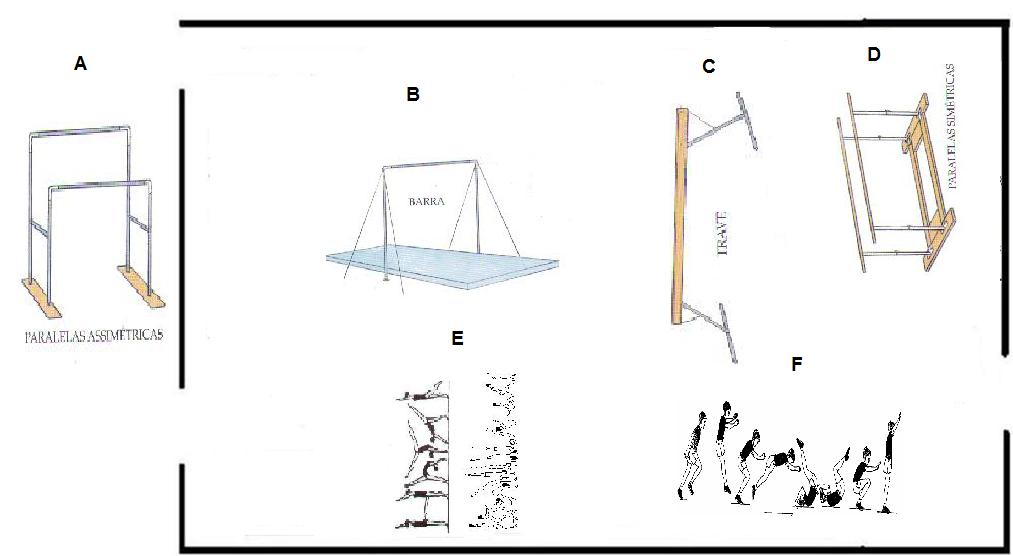 A
B
C
D
BARRA
TRAVE
PARALELAS SIMÉTRICAS
PARALELAS ASSIMÉTRICAS
E
F